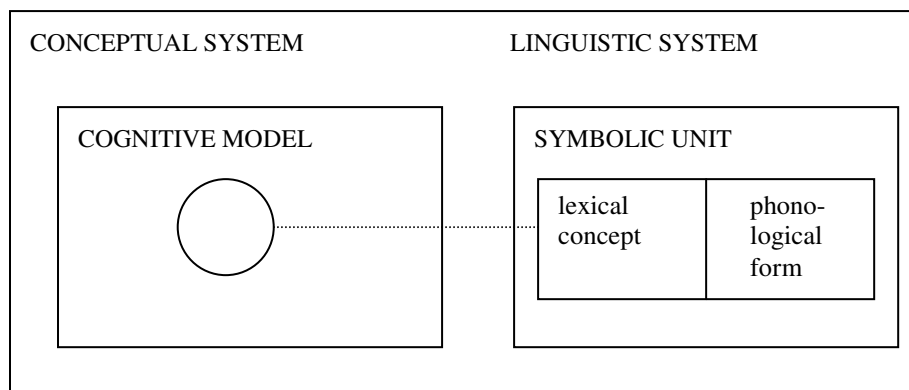 CONCEPTUAL SYSTEM
LINGUISTIC SYSTEM
COGNITIVE MODEL
SYMBOLIC UNIT
lexical
concept
phono-
logical
form